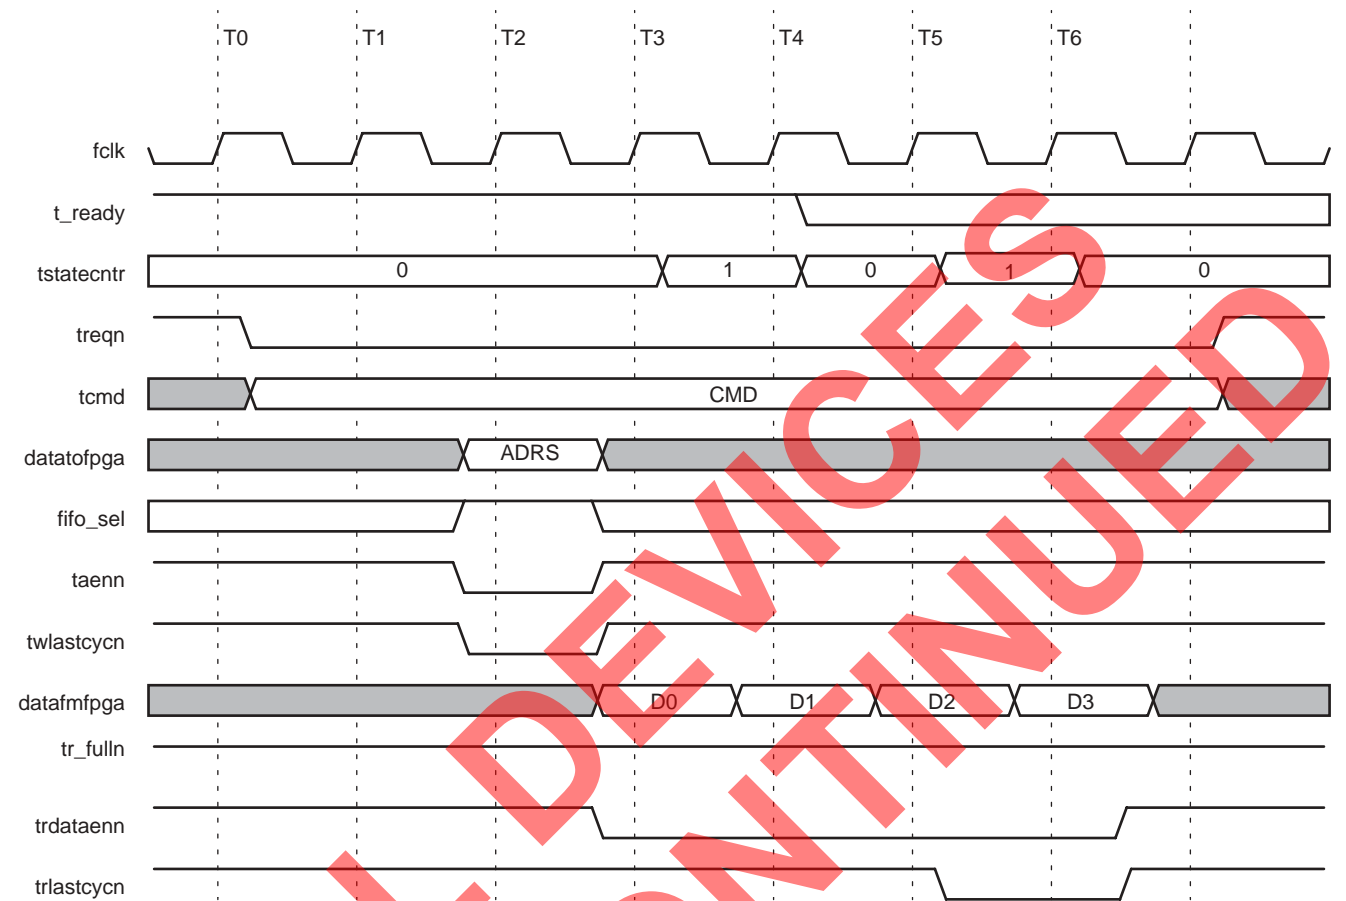 T0 T1 T2 T3 T4 T5 T6
fclk
t_ready
tstatecntr 0 1 0 1 0
treqn
tcmd CMD
datatofpga ADRS
fifo_sel
taenn
twlastcycn
datafmfpga D0 D1 D2 D3
tr_fulln
trdataenn
trlastcycn
DEVICES